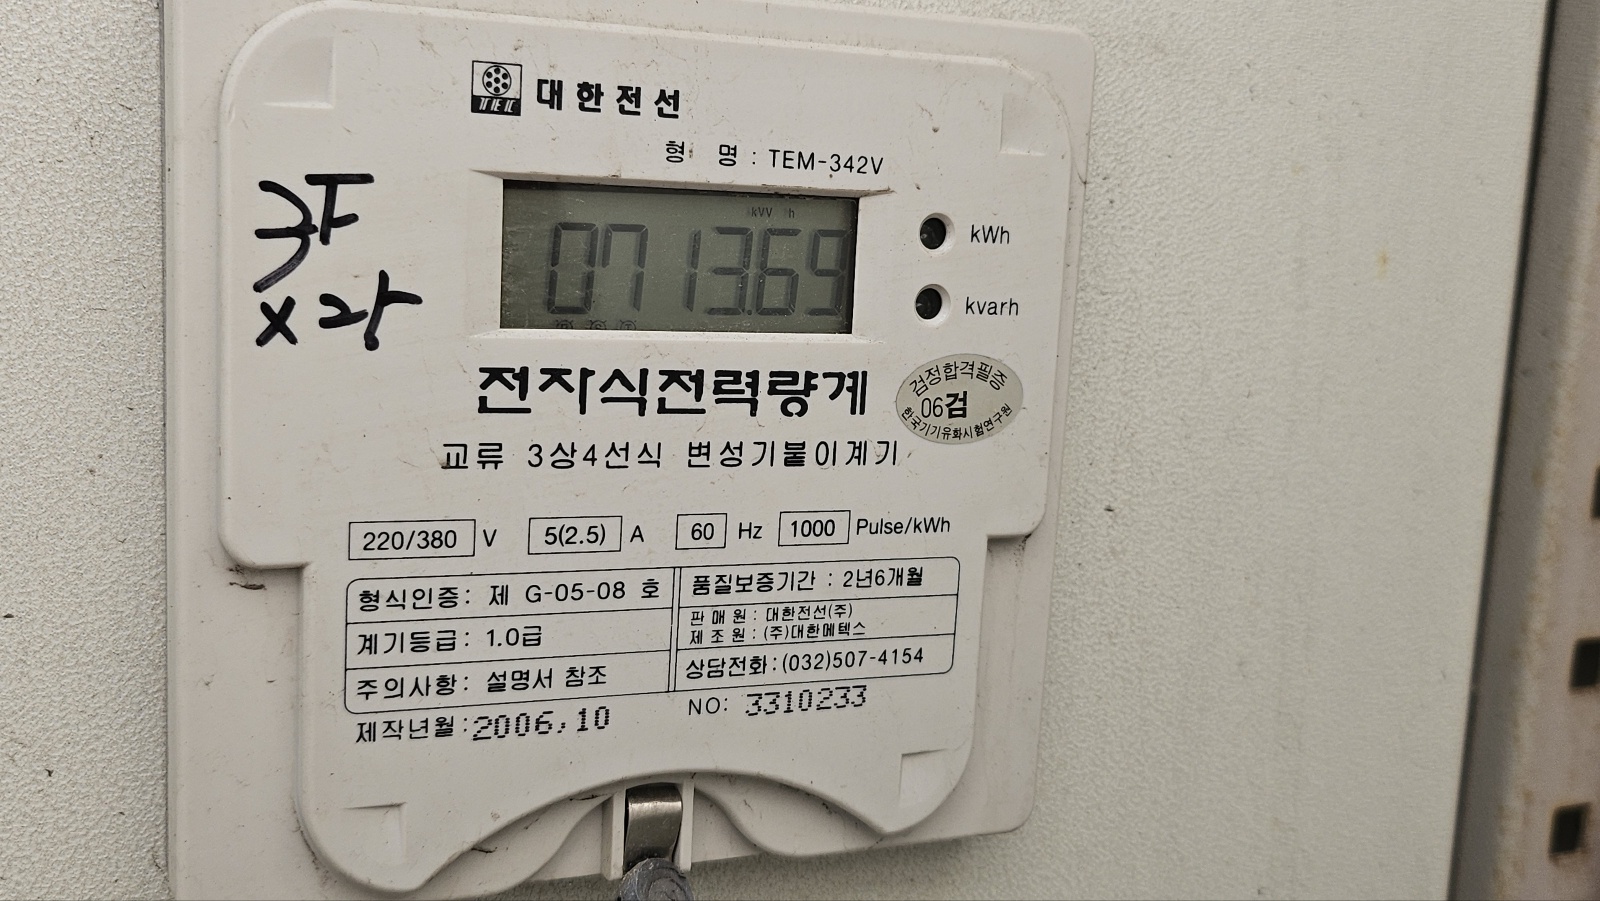 TEC 대한전선
형 명 : TEM-342V
3F
kW h
0713.69
kWh
kvarh
전자식전력량계
검정합격필증
06검
한국기기유화시험연구원
교류 3상4선식 변성기붙이계기
220/380 V 5(2.5) A 60 Hz 1000 Pulse/kWh
형식인증: 제 G-05-08 호
계기등급: 1.0급
주의사항: 설명서 참조
품질보증기간 : 2년6개월
판 매 원 : 대한전선(주)
제 조 원 : (주)대한메텍스
상담전화:(032)507-4154
제작년월:2006.10
NO: 3310233